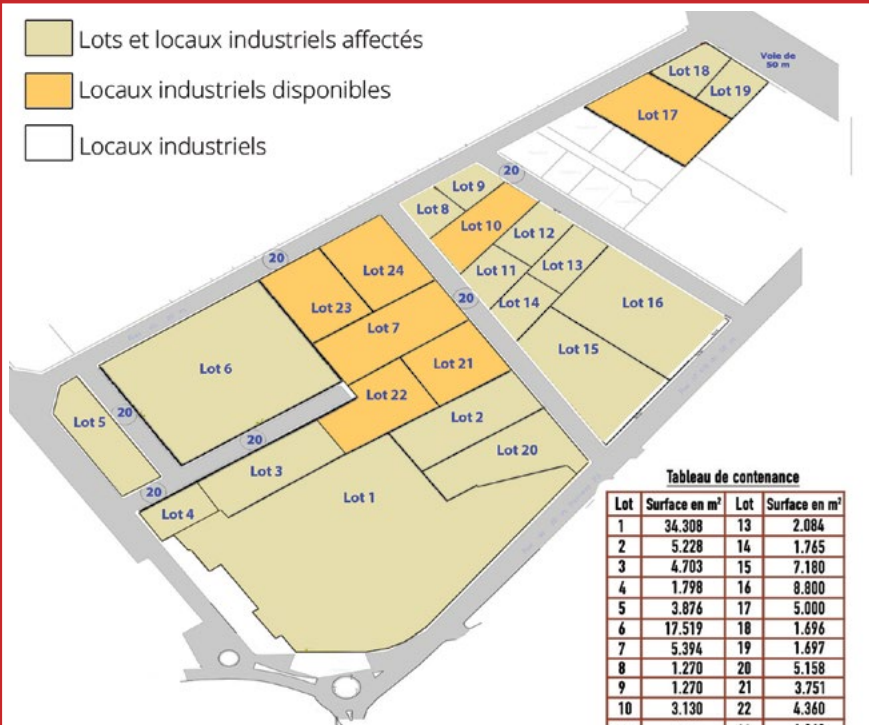 Lots et locaux industriels affectés
Locaux industriels disponibles
Locaux industriels
Voie de
50 m
Lot 18
Lot 19
Lot 17
20
Lot 9
Lot 8
Lot 10
Lot 12
Lot 11
Lot 13
Lot 14
Lot 16
Lot 15
20
Lot 24
Lot 23
20
Lot 7
Lot 6
Lot 21
Lot 22
Lot 5
20
Lot 2
20
Lot 3
Lot 20
20
Lot 4
Lot 1
Tableau de contenance
Lot Surface en m² Lot Surface en m²
1 34.308 13 2.084
2 5.228 14 1.765
3 4.703 15 7.180
4 1.798 16 8.800
5 3.876 17 5.000
6 17.519 18 1.696
7 5.394 19 1.697
8 1.270 20 5.158
9 1.270 21 3.751
10 3.130 22 4.360